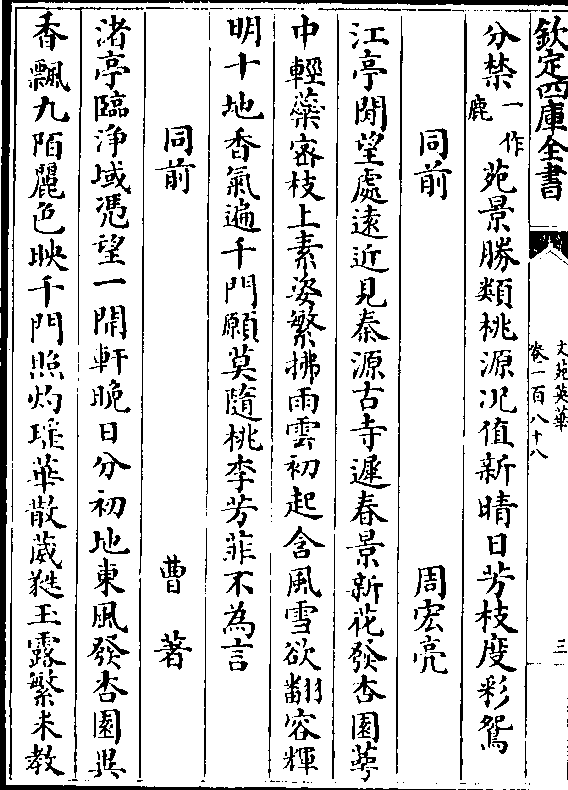 欽定四庫全書
文苑英華
卷一百八十八
三
分禁一作鹿苑景勝類桃源况值新晴日芳枝度彩鴛
同前 周宏亮
江亭閒望處遠近見秦源古寺遲春景新花發杏園蕚
中輕蘂密枝上素姿繁拂雨雲初起含風雪欲翻容輝
明十地香氣遍千門願莫隨桃李芳菲不為言
同前 曹著
渚亭臨淨域憑望一開軒晚日分初地東風發杏園異
香飄九陌麗色映千門照灼瑶華散葳蕤玉露繁未教